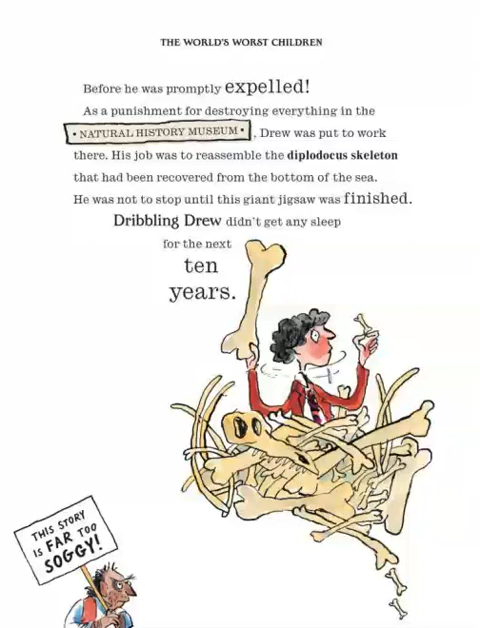 THE WORLD'S WORST CHILDREN
Before he was promptly expelled!
As a punishment for destroying everything in the
• NATURAL HISTORY MUSEUM •, Drew was put to work
there. His job was to reassemble the diplodocus skeleton
that had been recovered from the bottom of the sea.
He was not to stop until this giant jigsaw was finished.
Dribbling Drew didn't get any sleep
for the next
ten
years.
THIS STORY
IS FAR TOO
SOGGY!